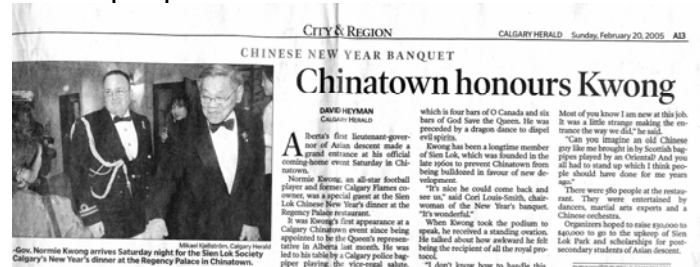 CITY & REGION
CALGARY HERALD Sunday, February 20, 2005 A13
CHINESE NEW YEAR BANQUET
Chinatown honours Kwong
Mikael Kjellström, Calgary Herald
-Gov. Normie Kwong arrives Saturday night for the Sien Lok Society
Calgary's New Year's dinner at the Regency Palace in Chinatown.
DAVID HEYMAN
CALGARY HERALD
Alberta's first lieutenant-gover-
nor of Asian descent made a
grand entrance at his official
coming-home event Saturday in Chi-
natown.
Normie Kwong, an all-star football
player and former Calgary Flames co-
owner, was a special guest at the Sien
Lok Chinese New Year's dinner at the
Regency Palace restaurant.
It was Kwong's first appearance at a
Calgary Chinatown event since being
appointed to be the Queen's represen-
tative in Alberta last month. He was
led to his table by a Calgary police bag-
piper playing the vice-regal salute,
which is four bars of O Canada and six
bars of God Save the Queen. He was
preceded by a dragon dance to dispel
evil spirits.
Kwong has been a longtime member
of Sien Lok, which was founded in the
late 1960s to prevent Chinatown from
being bulldozed in favour of new de-
velopment.
"It's nice he could come back and
see us," said Cori Louis-Smith, chair-
woman of the New Year's banquet.
"It's wonderful."
When Kwong took the podium to
speak, he received a standing ovation.
He talked about how awkward he felt
being the recipient of all the royal pro-
tocol.
"I don't know how to handle this.
Most of you know I am new at this job.
It was a little strange making the en-
trance the way we did," he said.
"Can you imagine an old Chinese
guy like me brought in by Scottish bag-
pipes played by an Oriental? And you
all had to stand up which I think peo-
ple should have done for me years
ago."
There were 580 people at the restau-
rant. They were entertained by
dancers, martial arts experts and a
Chinese orchestra.
Organizers hoped to raise $30,000 to
$40,000 to go to the upkeep of Sien
Lok Park and scholarships for post-
secondary students of Asian descent.